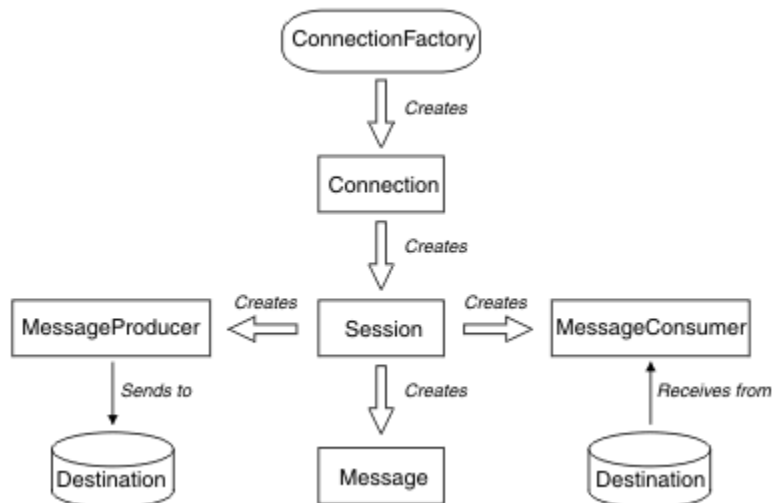 ConnectionFactory
Creates
Connection
Creates
Creates
Creates
MessageProducer
Session
MessageConsumer
Sends to
Creates
Receives from
Destination
Message
Destination